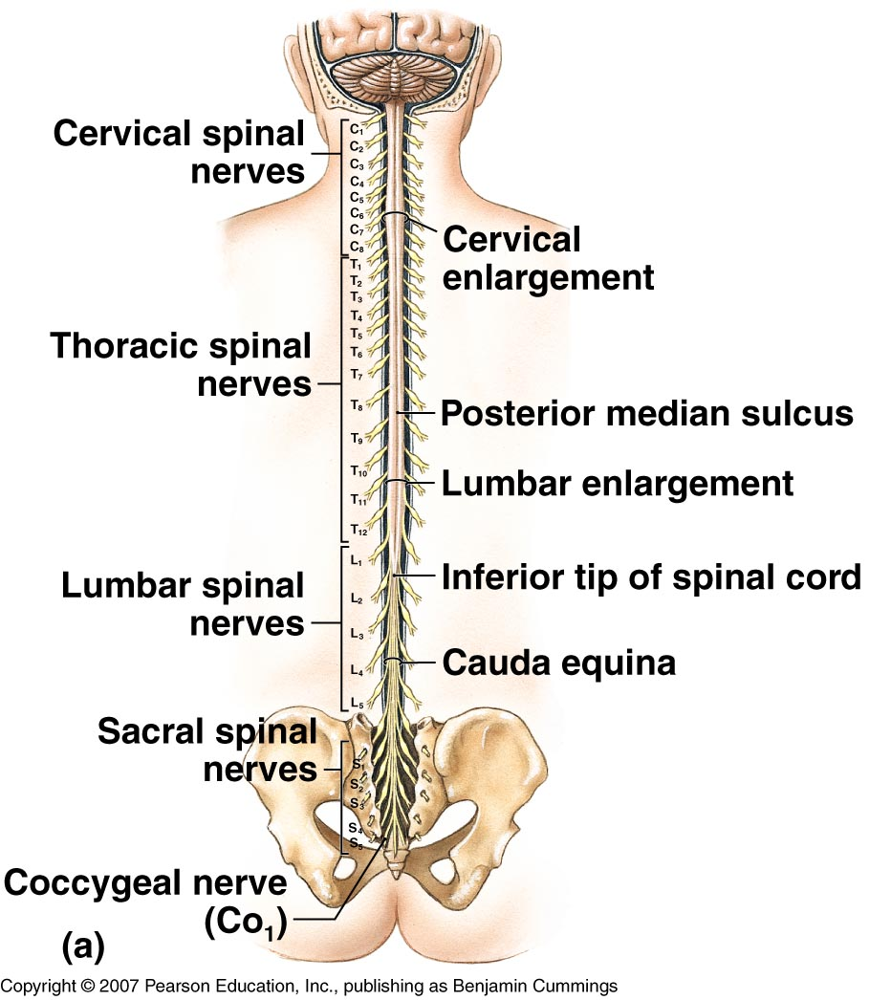 Cervical spinal
nerves
C1
C2
C3
C4
C5
C6
C7
C8
Cervical
enlargement
T1
T2
T3
T4
T5
T6
T7
T8
T9
T10
T11
T12
Thoracic spinal
nerves
Posterior median sulcus
Lumbar enlargement
L1
L2
L3
L4
L5
Lumbar spinal
nerves
Inferior tip of spinal cord
Cauda equina
Sacral spinal
nerves
S1
S2
S3
S4
S5
Coccygeal nerve
(Co1)
(a)
Copyright © 2007 Pearson Education, Inc., publishing as Benjamin Cummings